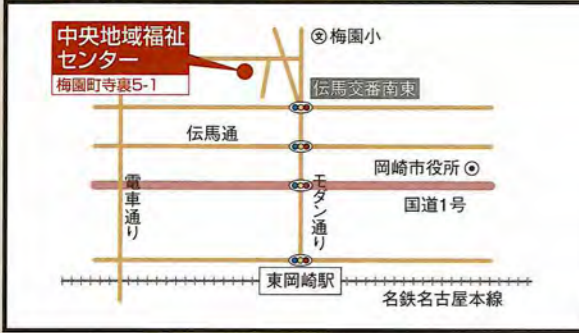 中央地域福祉
センター
梅園町寺裏5-1
文梅園小
伝馬交番南東
伝馬通
岡崎市役所
電車通り
モダン通り
国道1号
東岡崎駅
名鉄名古屋本線